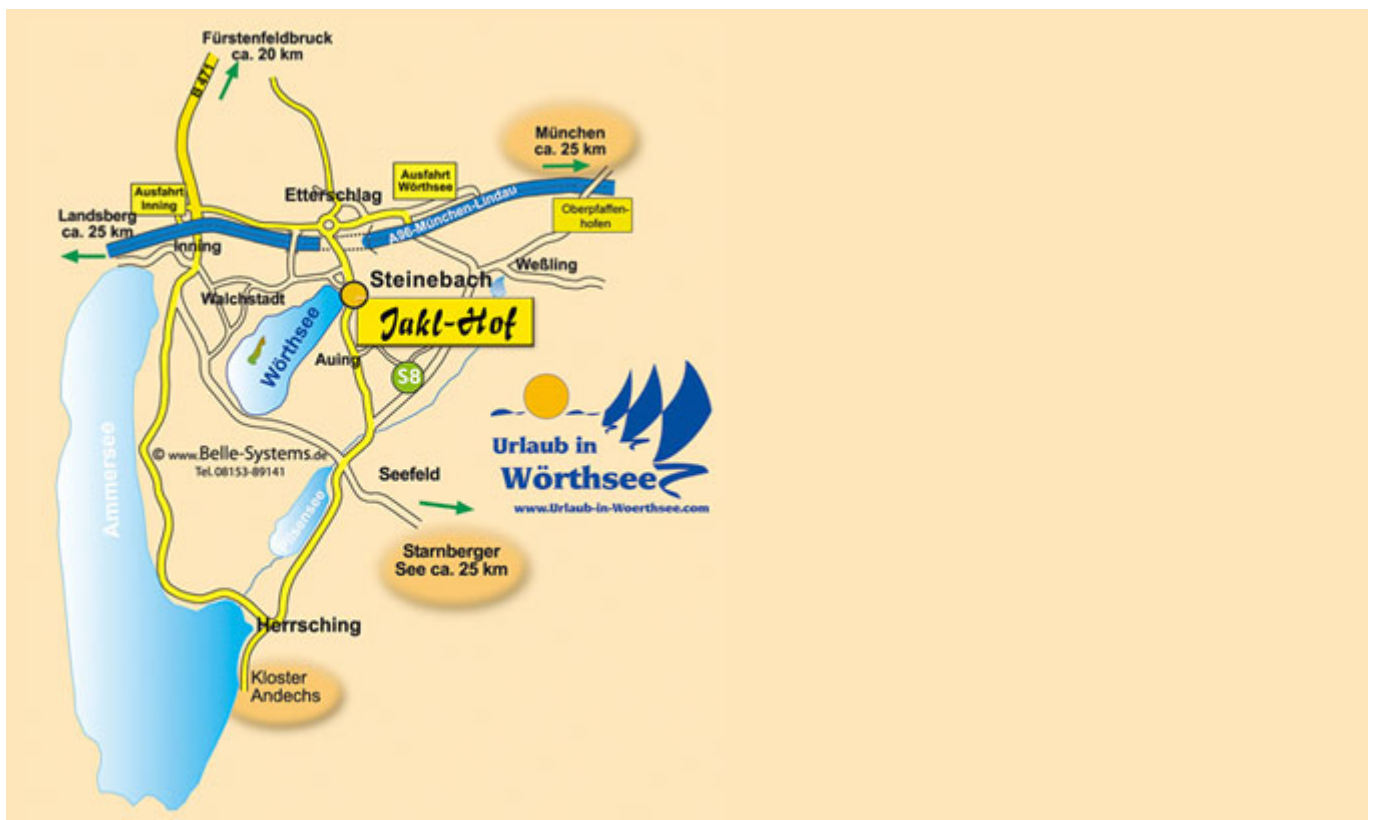 Fürstenfeldbruck
ca. 20 km
B 471
München
ca. 25 km
Ausfahrt
Wörthsee
Ausfahrt
Inning
Etterschlag
A96-München-Lindau
Oberpfaffen-
hofen
Landsberg
ca. 25 km
Inning
Weßling
Steinebach
Walchstadt
Jakl-Hof
Wörthsee
Auing
S8
Ammersee
© www.Belle-Systems.de
Tel.08153-89141
Urlaub in
Wörthsee
www.Urlaub-in-Woerthsee.com
Seefeld
Pilsensee
Starnberger
See ca. 25 km
Herrsching
Kloster
Andechs